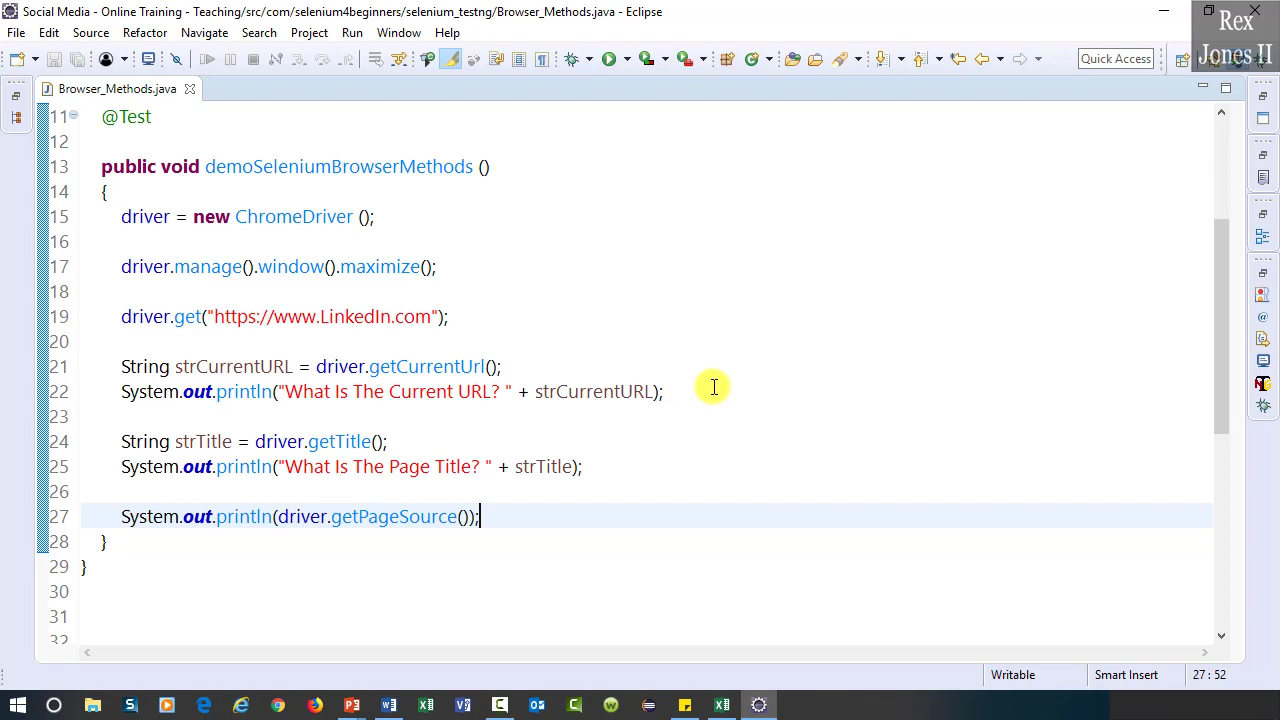 Social Media - Online Training - Teaching/src/com/selenium4beginners/selenium_testng/Browser_Methods.java - Eclipse
Rex
Jones II
File Edit Source Refactor Navigate Search Project Run Window Help
Quick Access
Browser_Methods.java
11 @Test
12
13 public void demoSeleniumBrowserMethods ()
14 {
15 driver = new ChromeDriver ();
16
17 driver.manage().window().maximize();
18
19 driver.get("https://www.LinkedIn.com");
20
21 String strCurrentURL = driver.getCurrentUrl();
22 System.out.println("What Is The Current URL? " + strCurrentURL);
23
24 String strTitle = driver.getTitle();
25 System.out.println("What Is The Page Title? " + strTitle);
26
27 System.out.println(driver.getPageSource());
28 }
29 }
30
31
32
Writable Smart Insert 27 : 52